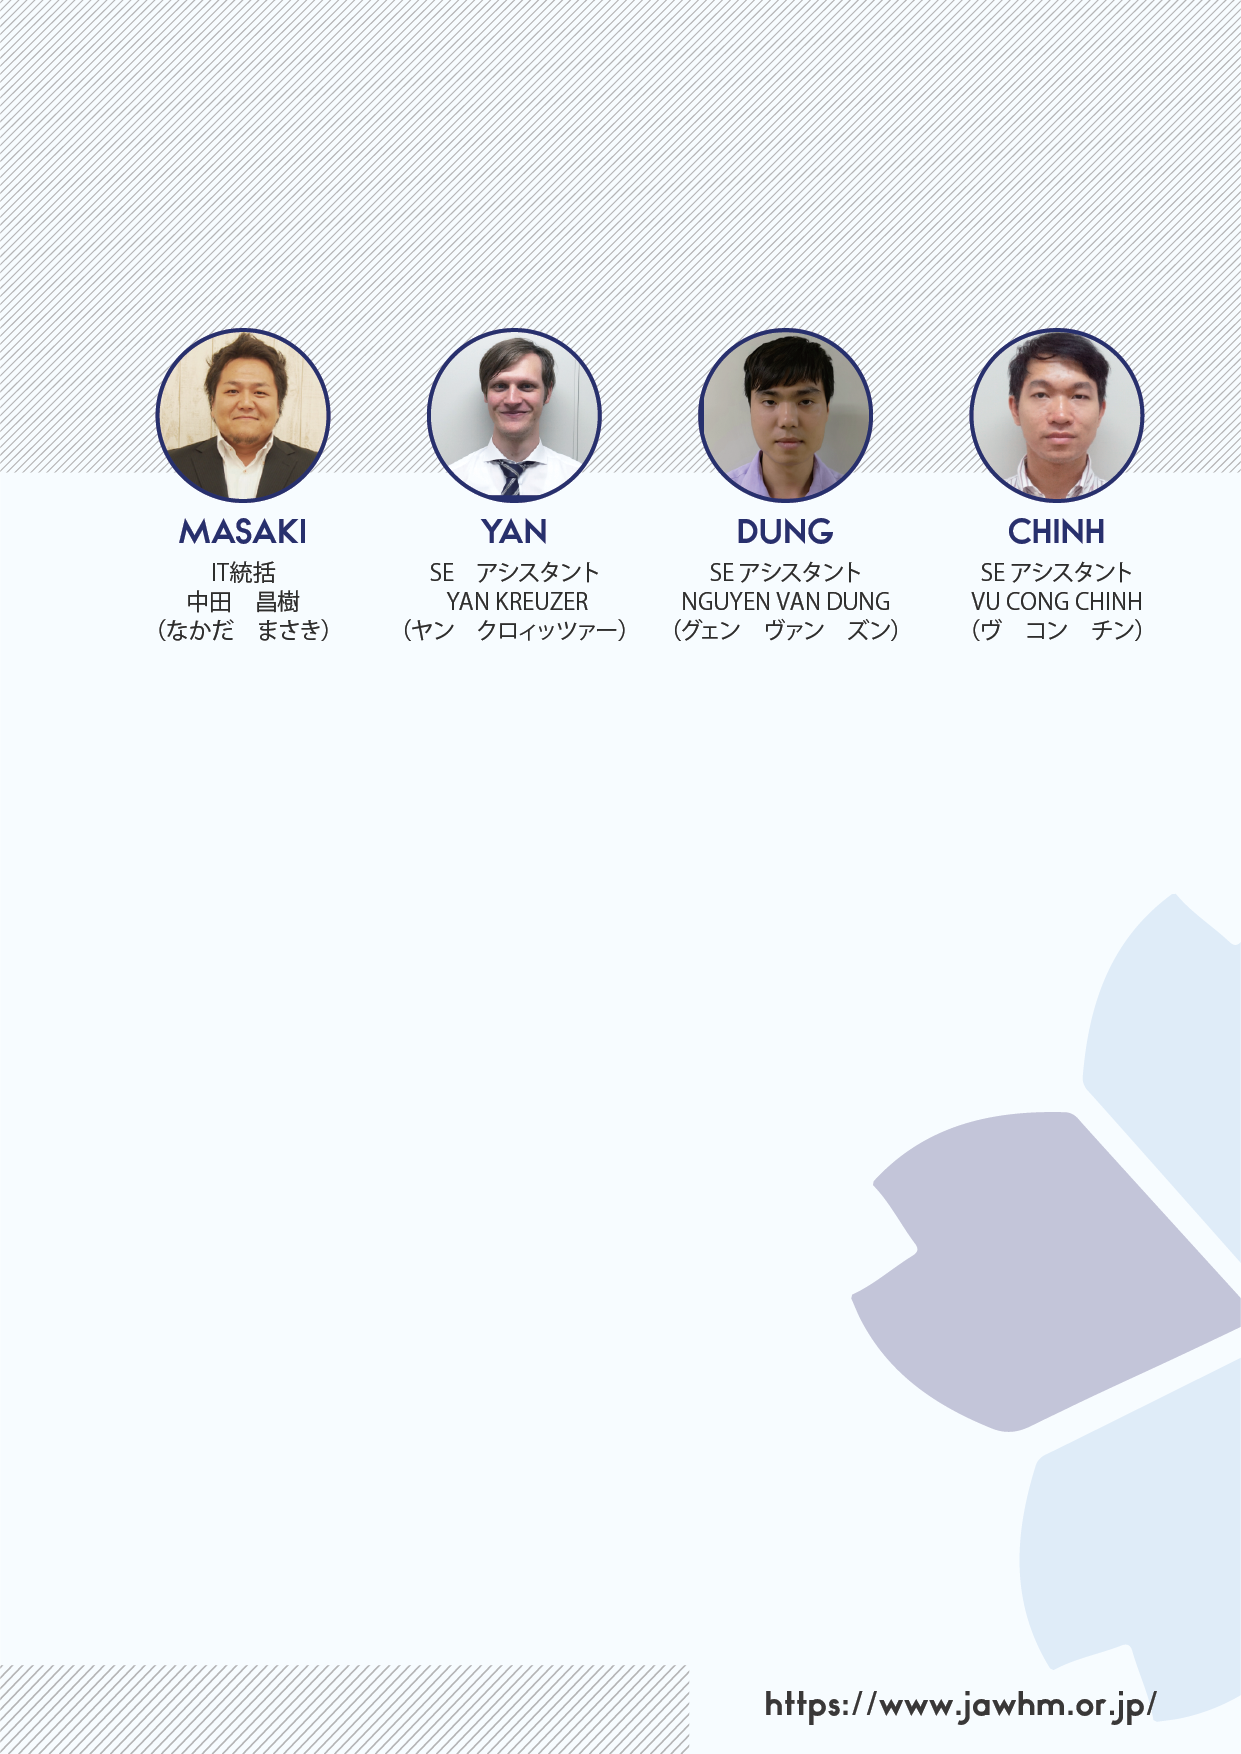 MASAKI
IT統括
中田　昌樹
（なかだ　まさき）
YAN
SE　アシスタント
YAN KREUZER
（ヤン　クロィッツァー）
DUNG
SE アシスタント
NGUYEN VAN DUNG
（グェン　ヴァン　ズン）
CHINH
SE アシスタント
VU CONG CHINH
（ヴ　コン　チン）
https://www.jawhm.or.jp/